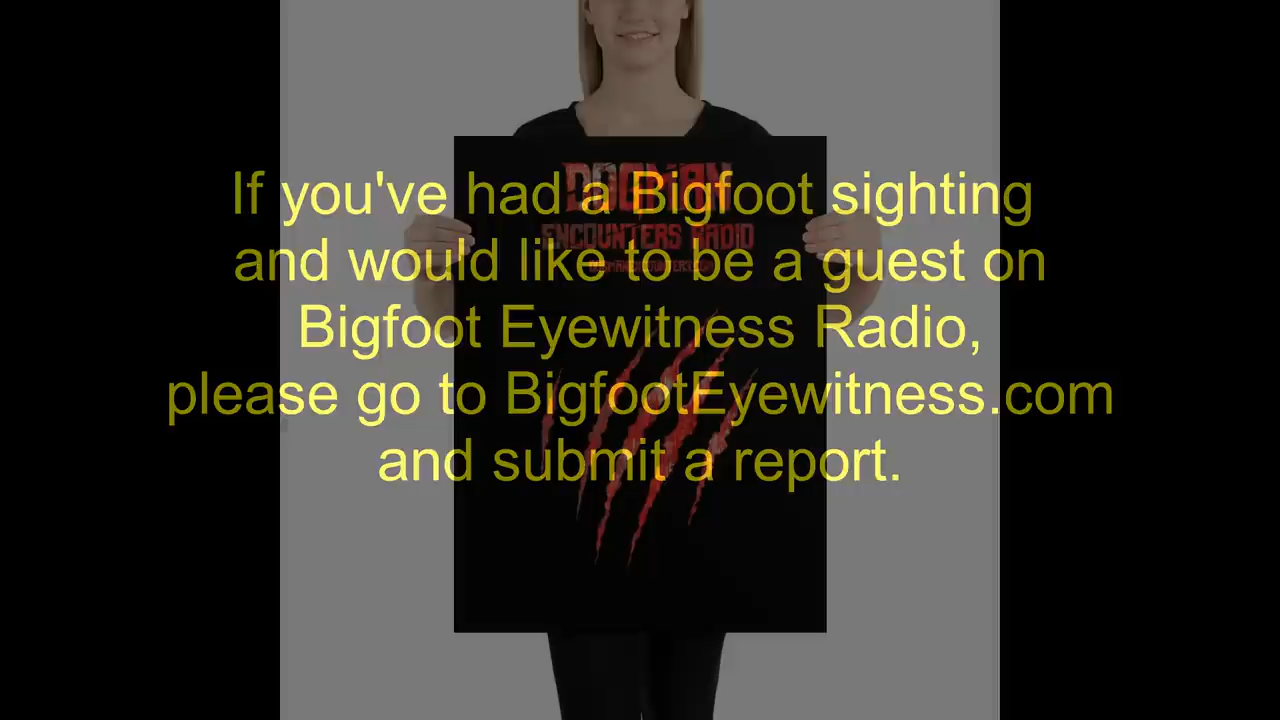 DOGMAN
ENCOUNTERS RADIO
If you've had a Bigfoot sighting
and would like to be a guest on
Bigfoot Eyewitness Radio,
please go to BigfootEyewitness.com
and submit a report.